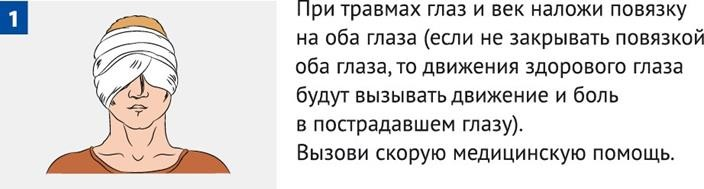 1
При травмах глаз и век наложи повязку
на оба глаза (если не закрывать повязкой
оба глаза, то движения здорового глаза
будут вызывать движение и боль
в пострадавшем глазу).
Вызови скорую медицинскую помощь.